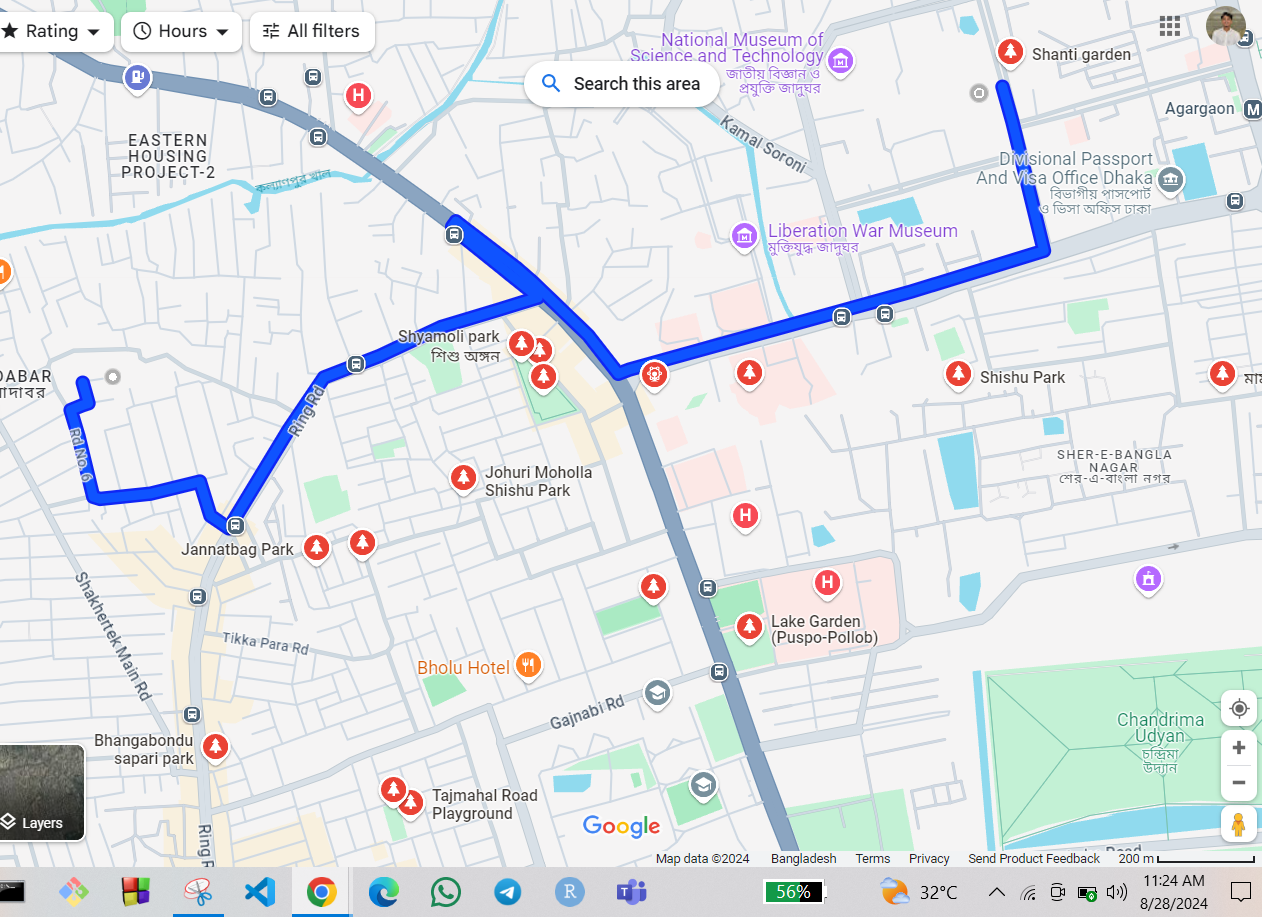 Rating
Hours
All filters
Search this area
National Museum of
Science and Technology
জাতীয় বিজ্ঞান ও
প্রযুক্তি জাদুঘর
Shanti garden
Agargaon
M
H
EASTERN
HOUSING
PROJECT-2
কল্যাণপুর খাল
Kamal Soroni
Divisional Passport
And Visa Office Dhaka
বিভাগীয় পাসপোর্ট
ও ভিসা অফিস ঢাকা
Liberation War Museum
মুক্তিযুদ্ধ জাদুঘর
Shyamoli park
শিশু অঙ্গন
DABAR
াদাবর
Shishu Park
Ring Rd
Rd No. 6
SHER-E-BANGLA
NAGAR
শের-এ-বাংলা নগর
Johuri Moholla
Shishu Park
H
Jannatbag Park
H
Shakhertek Main Rd
Lake Garden
(Puspo-Pollob)
Tikka Para Rd
Bholu Hotel
Gajnabi Rd
Chandrima
Udyan
চন্দ্রিমা
উদ্যান
Bhangabondu
sapari park
Tajmahal Road
Playground
Layers
Google
Ring R
Map data ©2024 Bangladesh Terms Privacy Send Product Feedback 200 m
56%
32°C
11:24 AM
8/28/2024